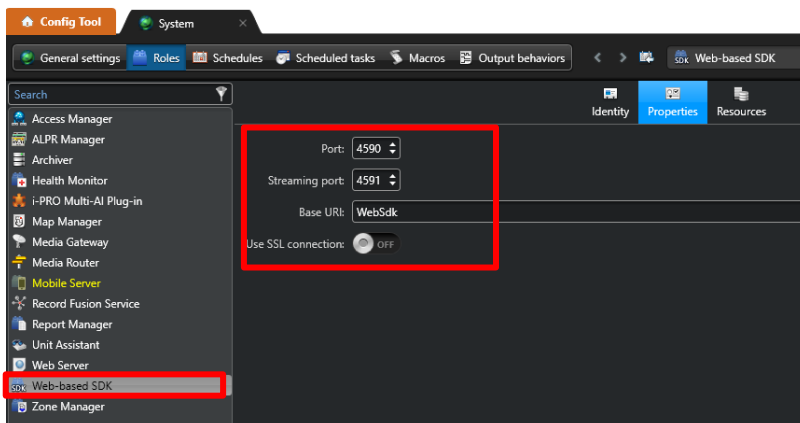 Config Tool
System
General settings
Roles
Schedules
Scheduled tasks
Macros
Output behaviors
SDK
Web-based SDK
Search
Identity
Properties
Resources
Access Manager
ALPR Manager
Archiver
Health Monitor
i-PRO Multi-AI Plug-in
Map Manager
Media Gateway
Media Router
Mobile Server
Record Fusion Service
Report Manager
Unit Assistant
Web Server
SDK Web-based SDK
Zone Manager
Port: 4590
Streaming port: 4591
Base URI: WebSdk
Use SSL connection: OFF